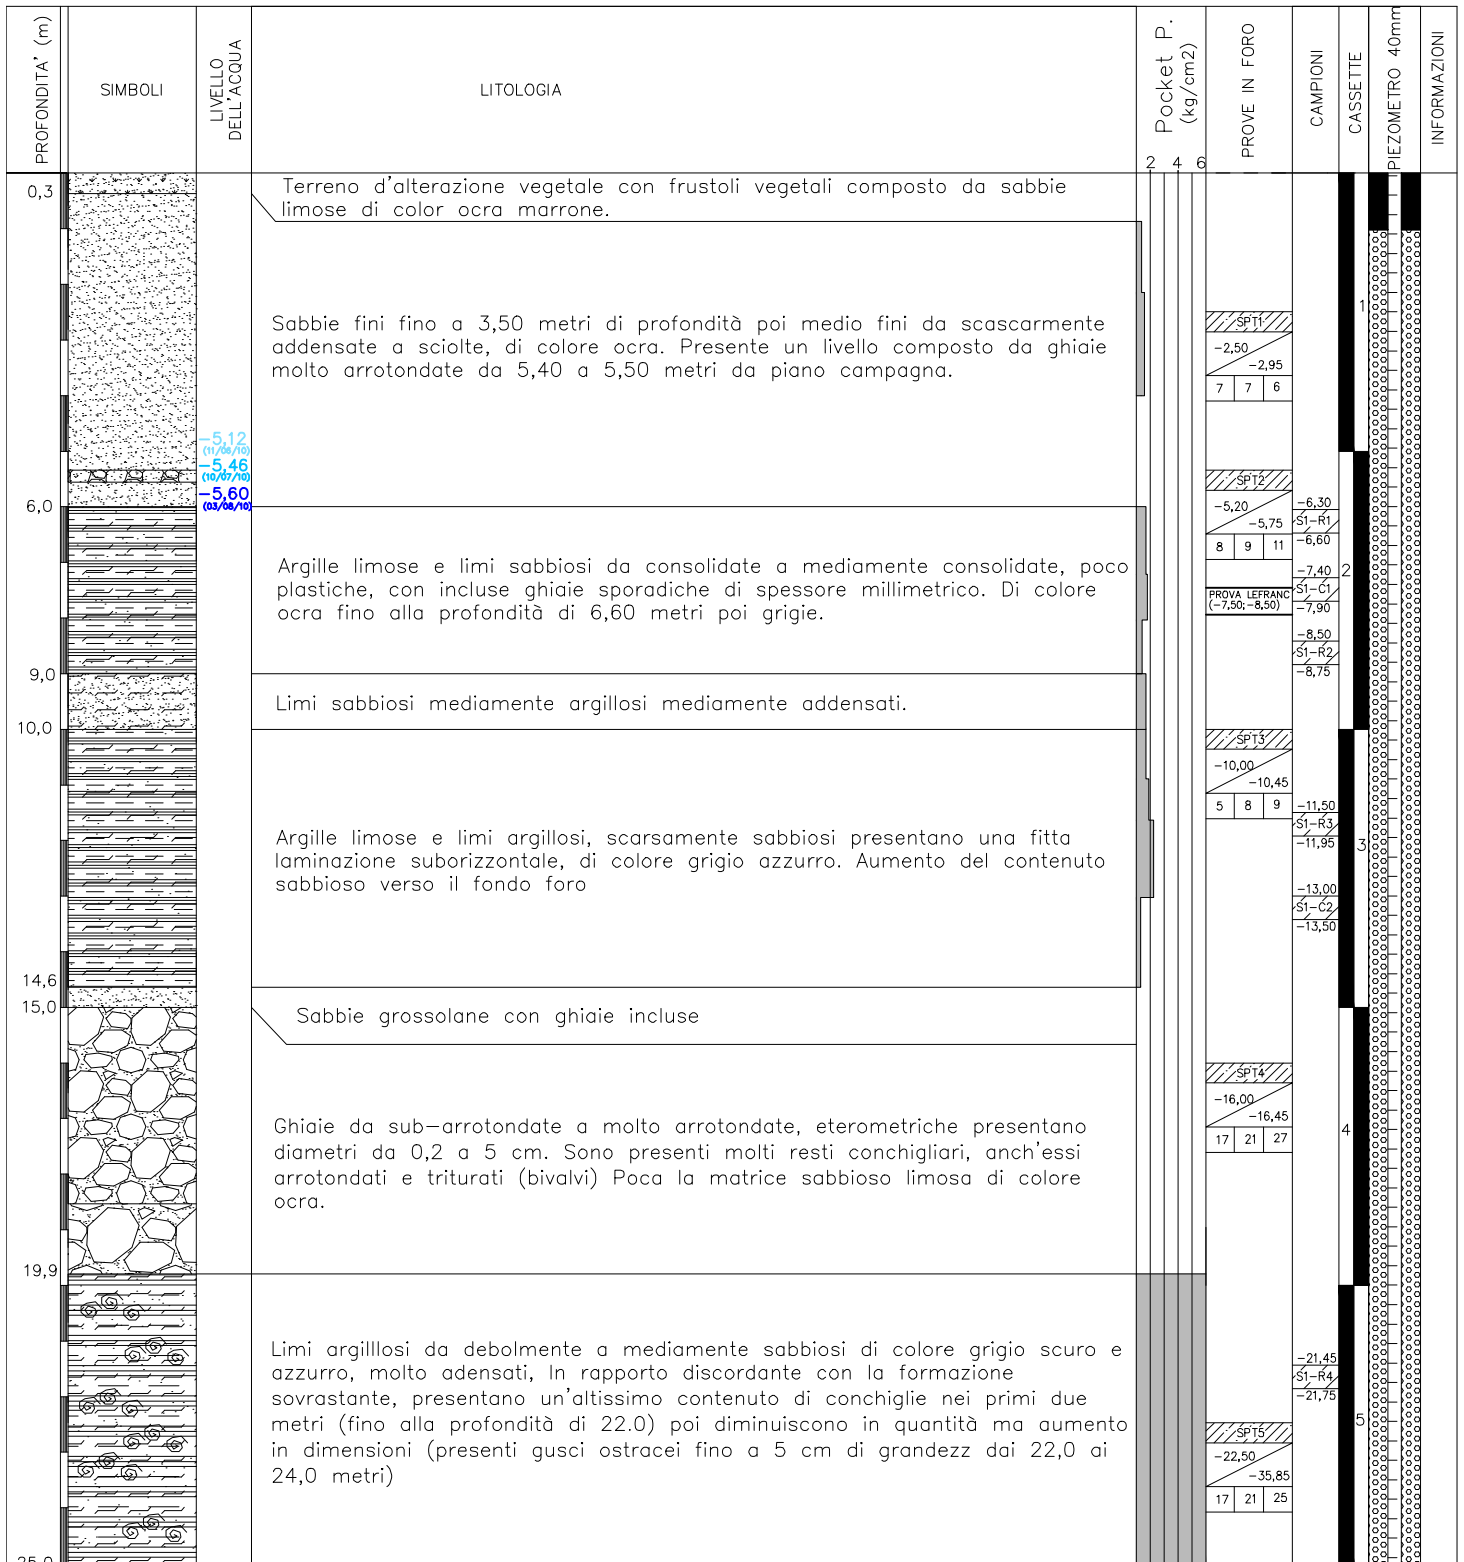 PROFONDITA' (m)
SIMBOLI
LIVELLO
DELL'ACQUA
LITOLOGIA
Pocket P.
(kg/cm2)
2 4 6
PROVE IN FORO
CAMPIONI
CASSETTE
PIEZOMETRO 40mm
INFORMAZIONI
0,3
Terreno d'alterazione vegetale con frustoli vegetali composto da sabbie
limose di color ocra marrone.
1
Sabbie fini fino a 3,50 metri di profondità poi medio fini da scascarmente
addensate a sciolte, di colore ocra. Presente un livello composto da ghiaie
molto arrotondate da 5,40 a 5,50 metri da piano campagna.
SPT1
-2,50
-2,95
7 7 6
-5,12
(11/06/10)
-5,46
(10/07/10)
-5,60
(03/08/10)
SPT2
-5,20
-5,75
8 9 11
6,0
-6,30
S1-R1
-6,60
Argille limose e limi sabbiosi da consolidate a mediamente consolidate, poco
plastiche, con incluse ghiaie sporadiche di spessore millimetrico. Di colore
ocra fino alla profondità di 6,60 metri poi grigie.
-7,40
S1-C1
-7,90
2
PROVA LEFRANC
(-7,50;-8,50)
-8,50
S1-R2
-8,75
9,0
Limi sabbiosi mediamente argillosi mediamente addensati.
10,0
SPT3
-10,00
-10,45
5 8 9
-11,50
S1-R3
-11,95
3
Argille limose e limi argillosi, scarsamente sabbiosi presentano una fitta
laminazione suborizzontale, di colore grigio azzurro. Aumento del contenuto
sabbioso verso il fondo foro
-13,00
S1-C2
-13,50
14,6
15,0
Sabbie grossolane con ghiaie incluse
SPT4
-16,00
-16,45
17 21 27
4
Ghiaie da sub-arrotondate a molto arrotondate, eterometriche presentano
diametri da 0,2 a 5 cm. Sono presenti molti resti conchigliari, anch'essi
arrotondati e triturati (bivalvi) Poca la matrice sabbioso limosa di colore
ocra.
19,9
Limi argilllosi da debolmente a mediamente sabbiosi di colore grigio scuro e
azzurro, molto adensati, In rapporto discordante con la formazione
sovrastante, presentano un'altissimo contenuto di conchiglie nei primi due
metri (fino alla profondità di 22.0) poi diminuiscono in quantità ma aumento
in dimensioni (presenti gusci ostracei fino a 5 cm di grandezz dai 22,0 ai
24,0 metri)
-21,45
S1-R4
-21,75
5
SPT5
-22,50
-35,85
17 21 25
25,0